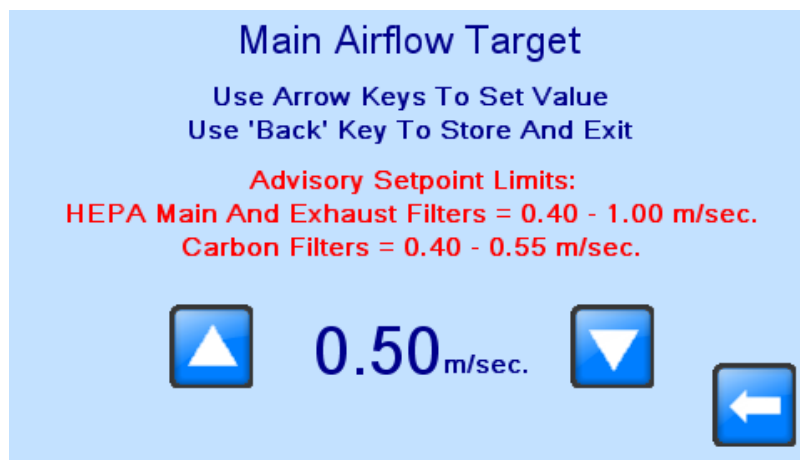 Main Airflow Target
Use Arrow Keys To Set Value
Use 'Back' Key To Store And Exit
Advisory Setpoint Limits:
HEPA Main And Exhaust Filters = 0.40 - 1.00 m/sec.
Carbon Filters = 0.40 - 0.55 m/sec.
0.50 m/sec.